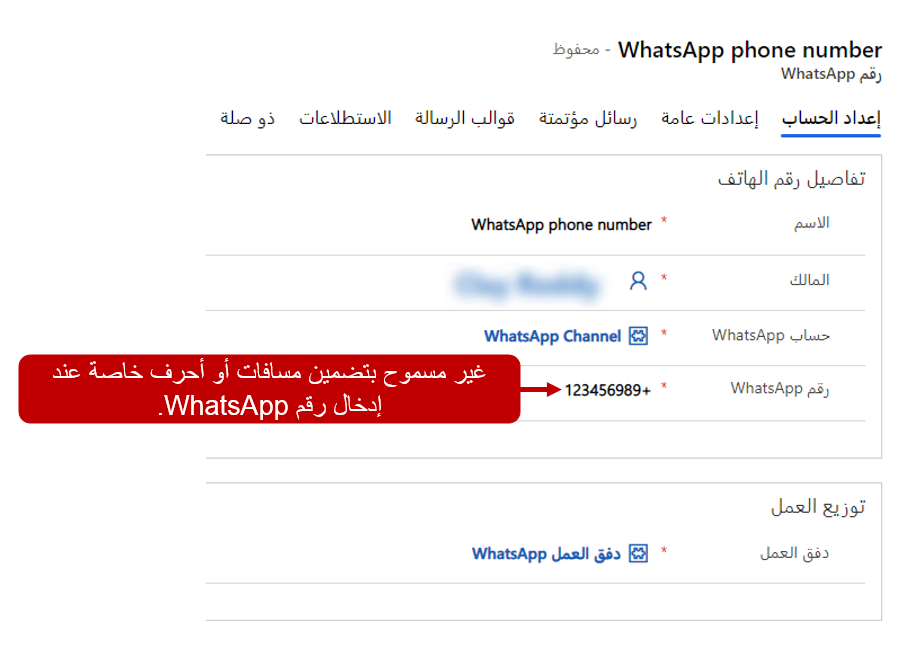 WhatsApp phone number - محفوظ
رقم WhatsApp
إعداد الحساب إعدادات عامة رسائل مؤتمتة قوالب الرسالة الاستطلاعات ذو صلة
تفاصيل رقم الهاتف
الاسم * WhatsApp phone number
المالك *
حساب WhatsApp * WhatsApp Channel
غير مسموح بتضمين مسافات أو أحرف خاصة عند
إدخال رقم WhatsApp.
رقم WhatsApp * 123456989+
توزيع العمل
دفق العمل * دفق العمل WhatsApp